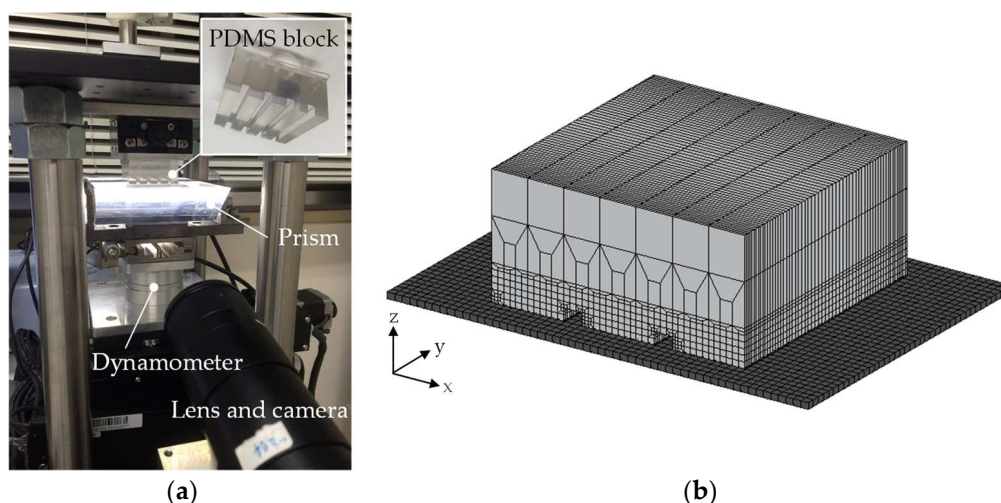 PDMS block
Prism
Dynamometer
Lens and camera
z
y
x
(a)
(b)